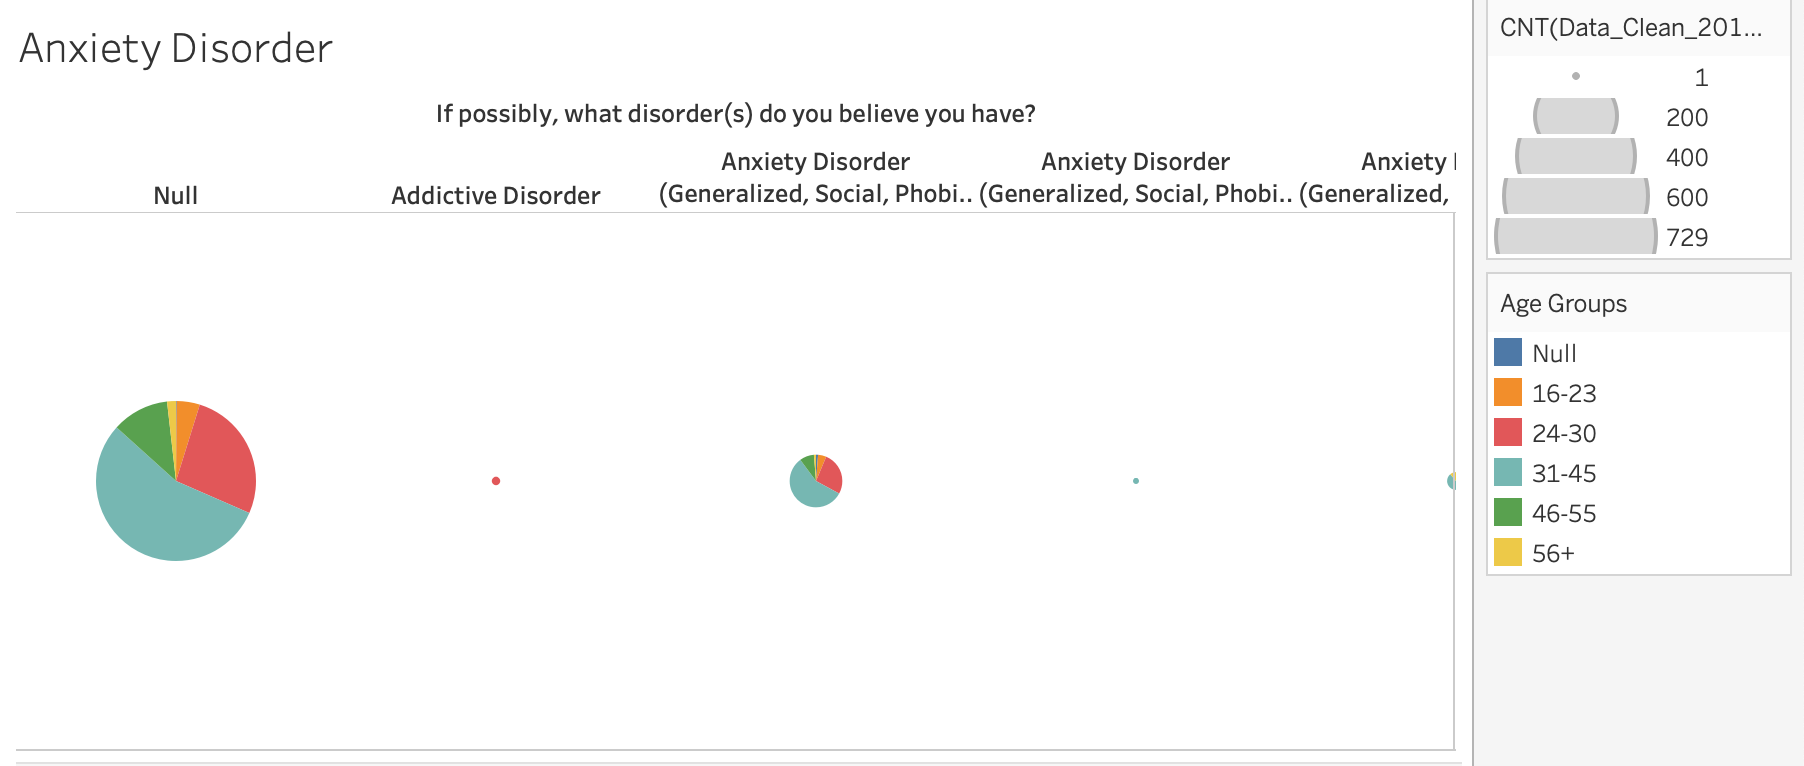 Anxiety Disorder
If possibly, what disorder(s) do you believe you have?
Null
Addictive Disorder
Anxiety Disorder
(Generalized, Social, Phobi..
Anxiety Disorder
(Generalized, Social, Phobi..
Anxiety
(Generalized,
CNT(Data_Clean_201...
1
200
400
600
729
Age Groups
Null
16-23
24-30
31-45
46-55
56+